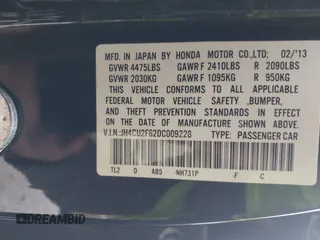 MFD. IN JAPAN BY HONDA MOTOR CO.,LTD. 02/'13
GVWR 4475LBS GAWR F 2410LBS R 2090LBS
GVWR 2030KG GAWR F 1095KG R 950KG
THIS VEHICLE CONFORMS TO ALL APPLICABLE
FEDERAL MOTOR VEHICLE SAFETY ,BUMPER,
AND THEFT PREVENTION STANDARDS IN EFFECT
ON THE DATE OF MANUFACTURE SHOWN ABOVE.
V.I.N.:JH4CU2F62DC009228 TYPE: PASSENGER CAR
TL2 0 AB5 -NH731P -F C
DREAMBID